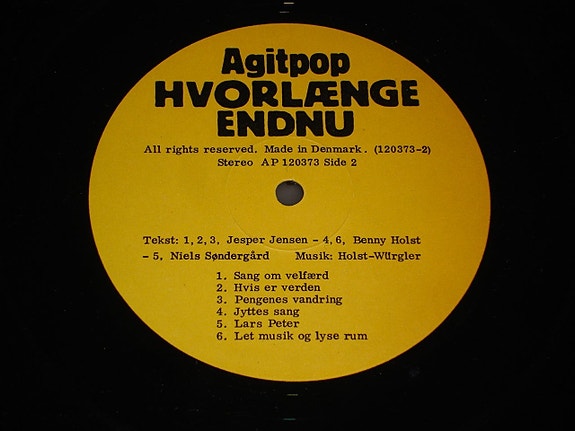 Agitpop
HVORLÆNGE
ENDNU
All rights reserved. Made in Denmark. (120373-2)
Stereo AP 120373 Side 2
Tekst: 1, 2, 3, Jesper Jensen - 4, 6, Benny Holst
- 5, Niels Søndergård Musik: Holst-Würgler
1. Sang om velfærd
2. Hvis er verden
3. Pengenes vandring
4. Jyttes sang
5. Lars Peter
6. Let musik og lyse rum